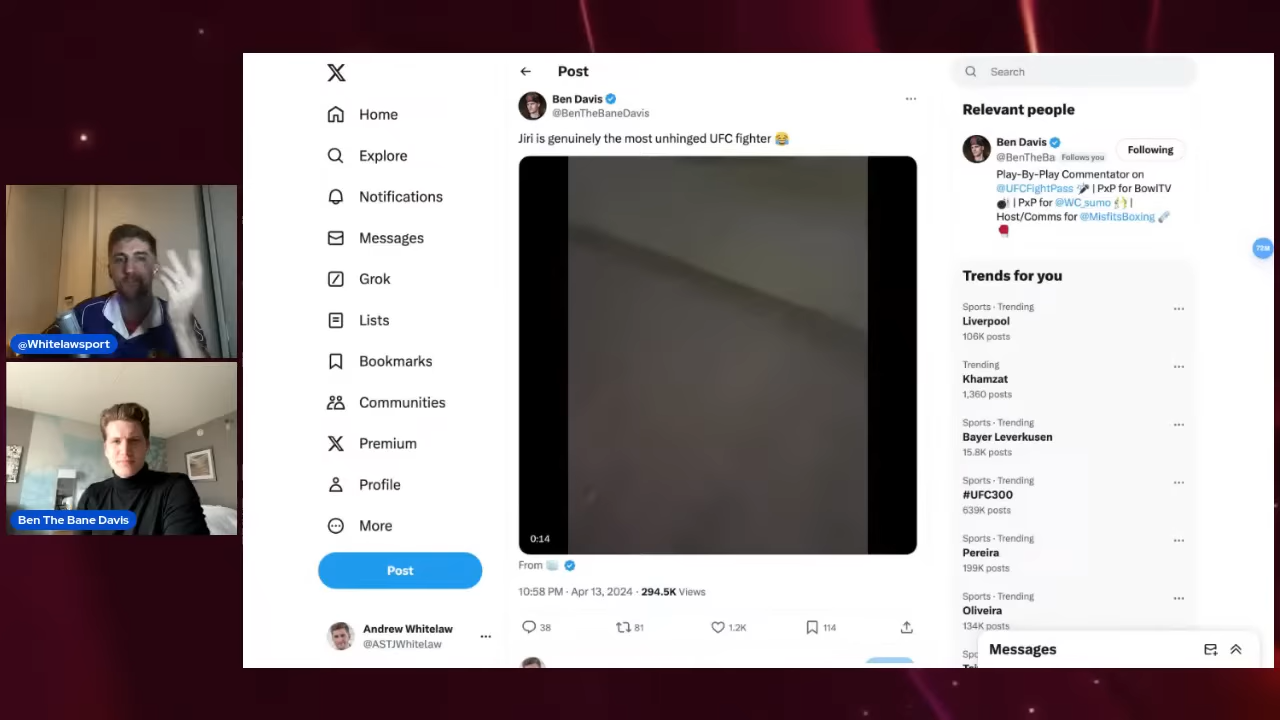 @Whitelawsport
Ben The Bane Davis
Home
Explore
Notifications
Messages
Grok
Lists
Bookmarks
Communities
Premium
Profile
More
Post
Andrew Whitelaw
@ASTJWhitelaw
Post
Ben Davis
@BenTheBaneDavis
Jiri is genuinely the most unhinged UFC fighter 😂
0:14
From
10:58 PM · Apr 13, 2024 · 294.5K Views
38
81
1.2K
114
Search
Relevant people
Ben Davis
@BenTheBa Follows you
Following
Play-By-Play Commentator on
@UFCFightPass 🎤 | PxP for BowlTV
🎳 | PxP for @WC_sumo | 
Host/Comms for @MisfitsBoxing
Trends for you
Sports · Trending
Liverpool
106K posts
Trending
Khamzat
1,360 posts
Sports · Trending
Bayer Leverkusen
15.8K posts
Sports · Trending
#UFC300
639K posts
Sports · Trending
Pereira
199K posts
Sports · Trending
Oliveira
134K posts
Messages
72M